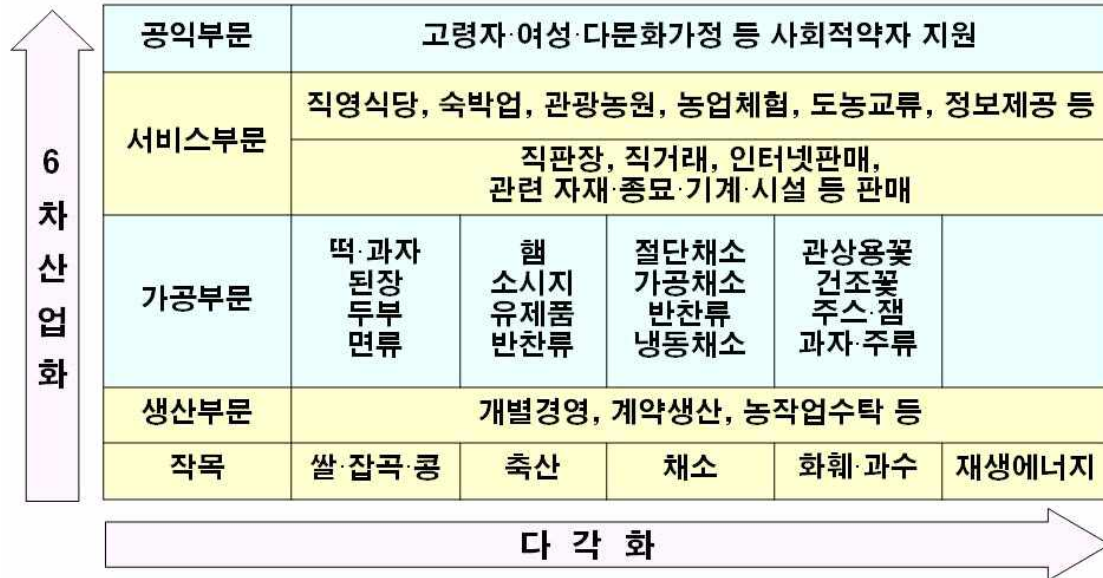 공익부문
고령자·여성·다문화가정 등 사회적약자 지원
서비스부문
직영식당, 숙박업, 관광농원, 농업체험, 도농교류, 정보제공 등
직판장, 직거래, 인터넷판매,
관련 자재·종묘·기계·시설 등 판매
6차산업화
가공부문
떡·과자
된장
두부
면류
햄
소시지
유제품
반찬류
절단채소
가공채소
반찬류
냉동채소
관상용꽃
건조꽃
주스·잼
과자·주류
생산부문
개별경영, 계약생산, 농작업수탁 등
작목
쌀·잡곡·콩
축산
채소
화훼·과수
재생에너지
다 각 화